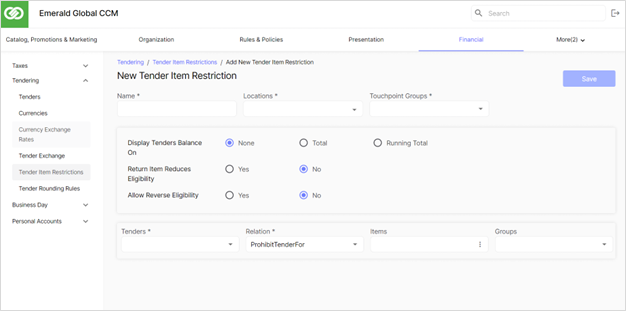 Emerald Global CCM
Search
Catalog, Promotions & Marketing
Organization
Rules & Policies
Presentation
Financial
More(2)
Taxes
Tendering
Tenders
Currencies
Currency Exchange
Rates
Tender Exchange
Tender Item Restrictions
Tender Rounding Rules
Business Day
Personal Accounts
Tendering / Tender Item Restrictions / Add New Tender Item Restriction
New Tender Item Restriction
Save
Name *
Locations *
Touchpoint Groups *
Display Tenders Balance
On
None
Total
Running Total
Return Item Reduces
Eligibility
Yes
No
Allow Reverse Eligibility
Yes
No
Tenders *
Relation *
Items
Groups
ProhibitTenderFor